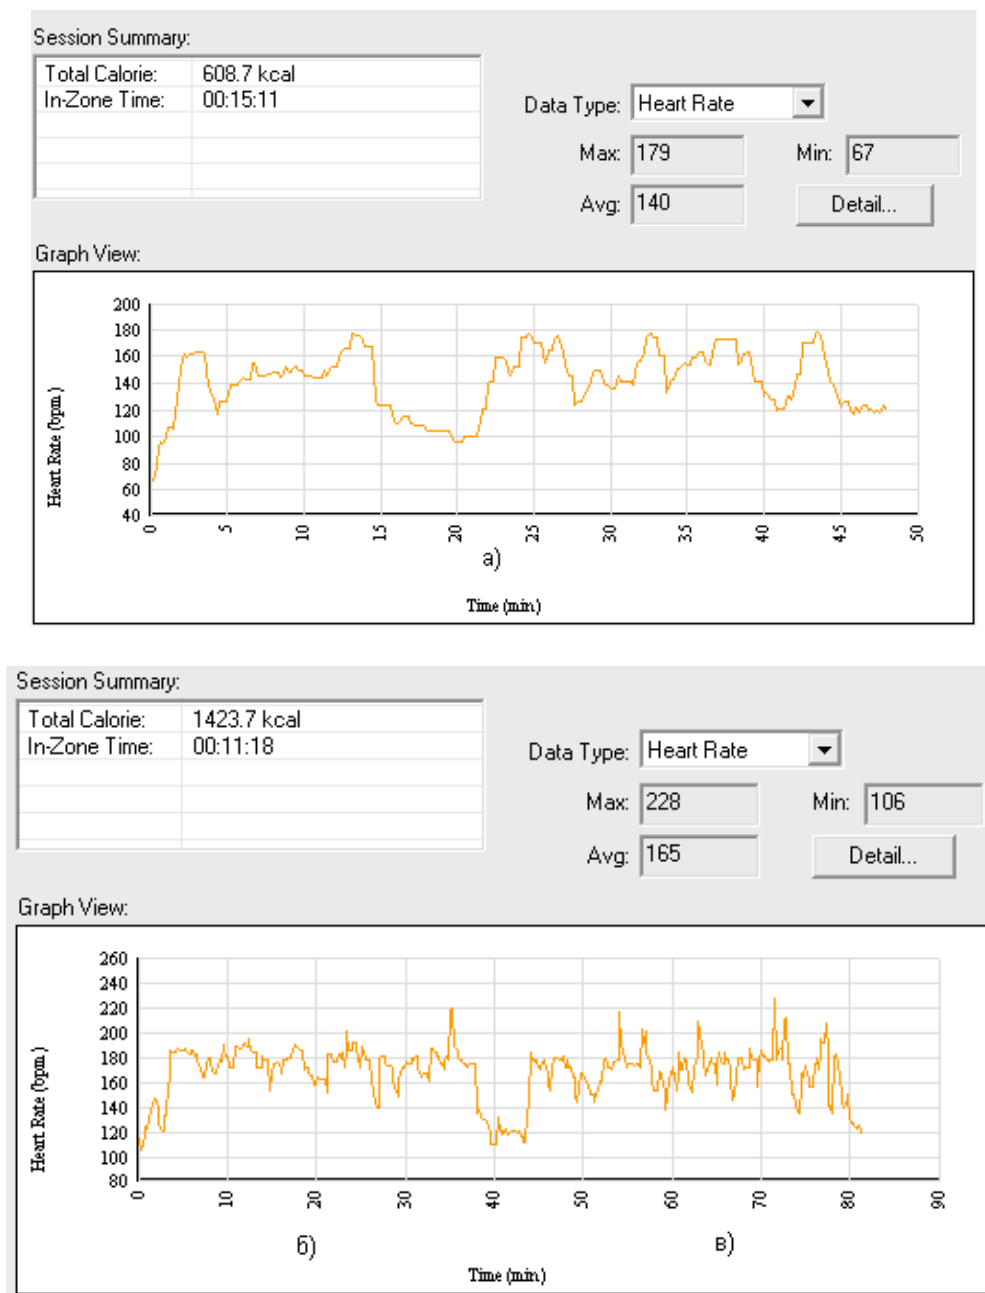 Session Summary:
Total Calorie: 608.7 kcal
In-Zone Time: 00:15:11
Data Type: Heart Rate
Max: 179 Min: 67
Avg: 140 Detail...
Graph View:
200
180
160
140
120
100
80
60
40
Heart Rate (bpm)
0 5 10 15 20 25 30 35 40 45 50
а)
Time (min)
Session Summary:
Total Calorie: 1423.7 kcal
In-Zone Time: 00:11:18
Data Type: Heart Rate
Max: 228 Min: 106
Avg: 165 Detail...
Graph View:
260
240
220
200
180
160
140
120
100
80
Heart Rate (bpm)
0 10 20 30 40 50 60 70 80 90
б) в)
Time (min)